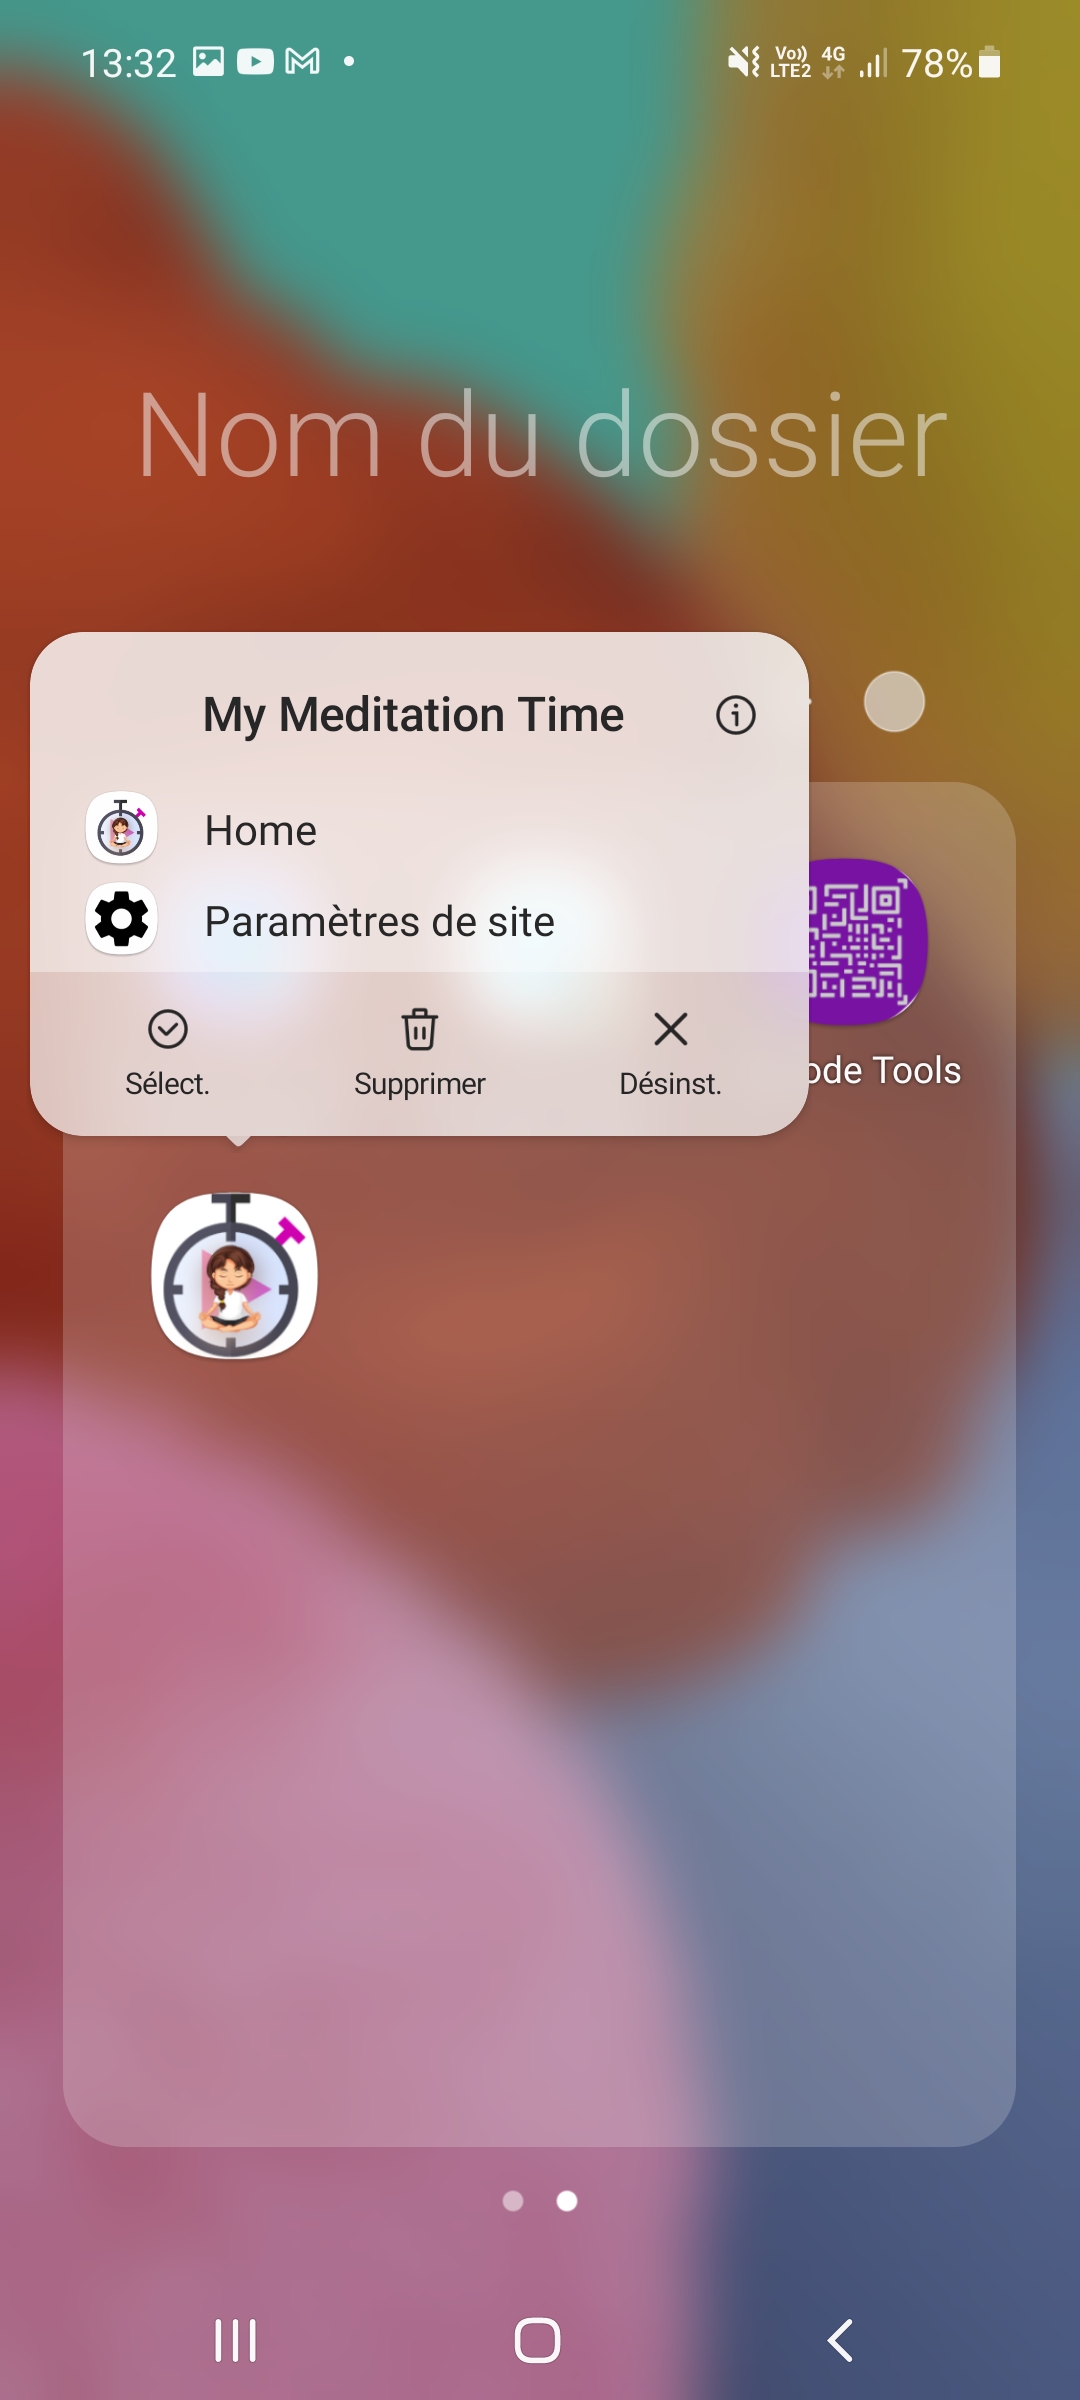 13:32
Vo)) LTE2 4G 78%
Nom du dossier
My Meditation Time
Home
Paramètres de site
Sélect. Supprimer Désinst.
Tools